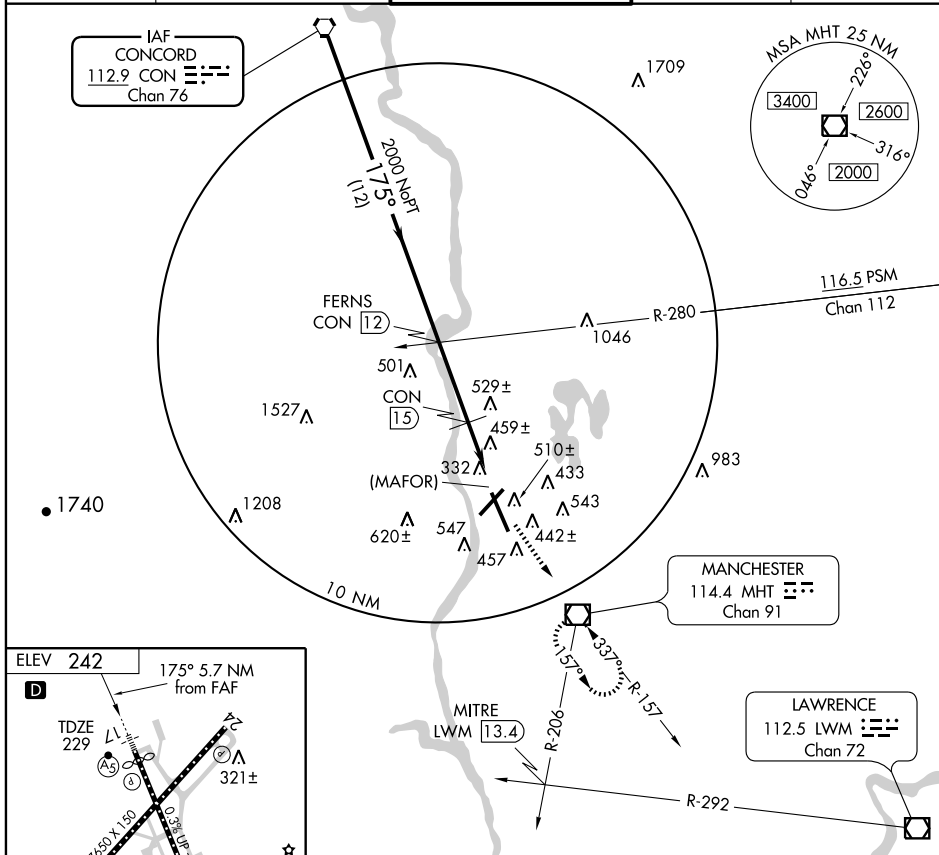 IAF
CONCORD
112.9 CON
Chan 76
1709
MSA MHT 25 NM
226°
3400
2600
316°
046°
2000
2000 NoPT
175°
(12)
116.5 PSM
Chan 112
R-280
FERNS
CON 12
1046
501
529±
CON
15
1527
459±
510±
332
433
(MAFOR)
983
543
1740
1208
620±
547
442±
457
10 NM
MANCHESTER
114.4 MHT
Chan 91
337°
157°
R-157
R-206
MITRE
LWM 13.4
LAWRENCE
112.5 LWM
Chan 72
R-292
ELEV 242
D
175° 5.7 NM
from FAF
TDZE
229
17
24
A5
P
P
321±
7650 X 150
0.3% UP